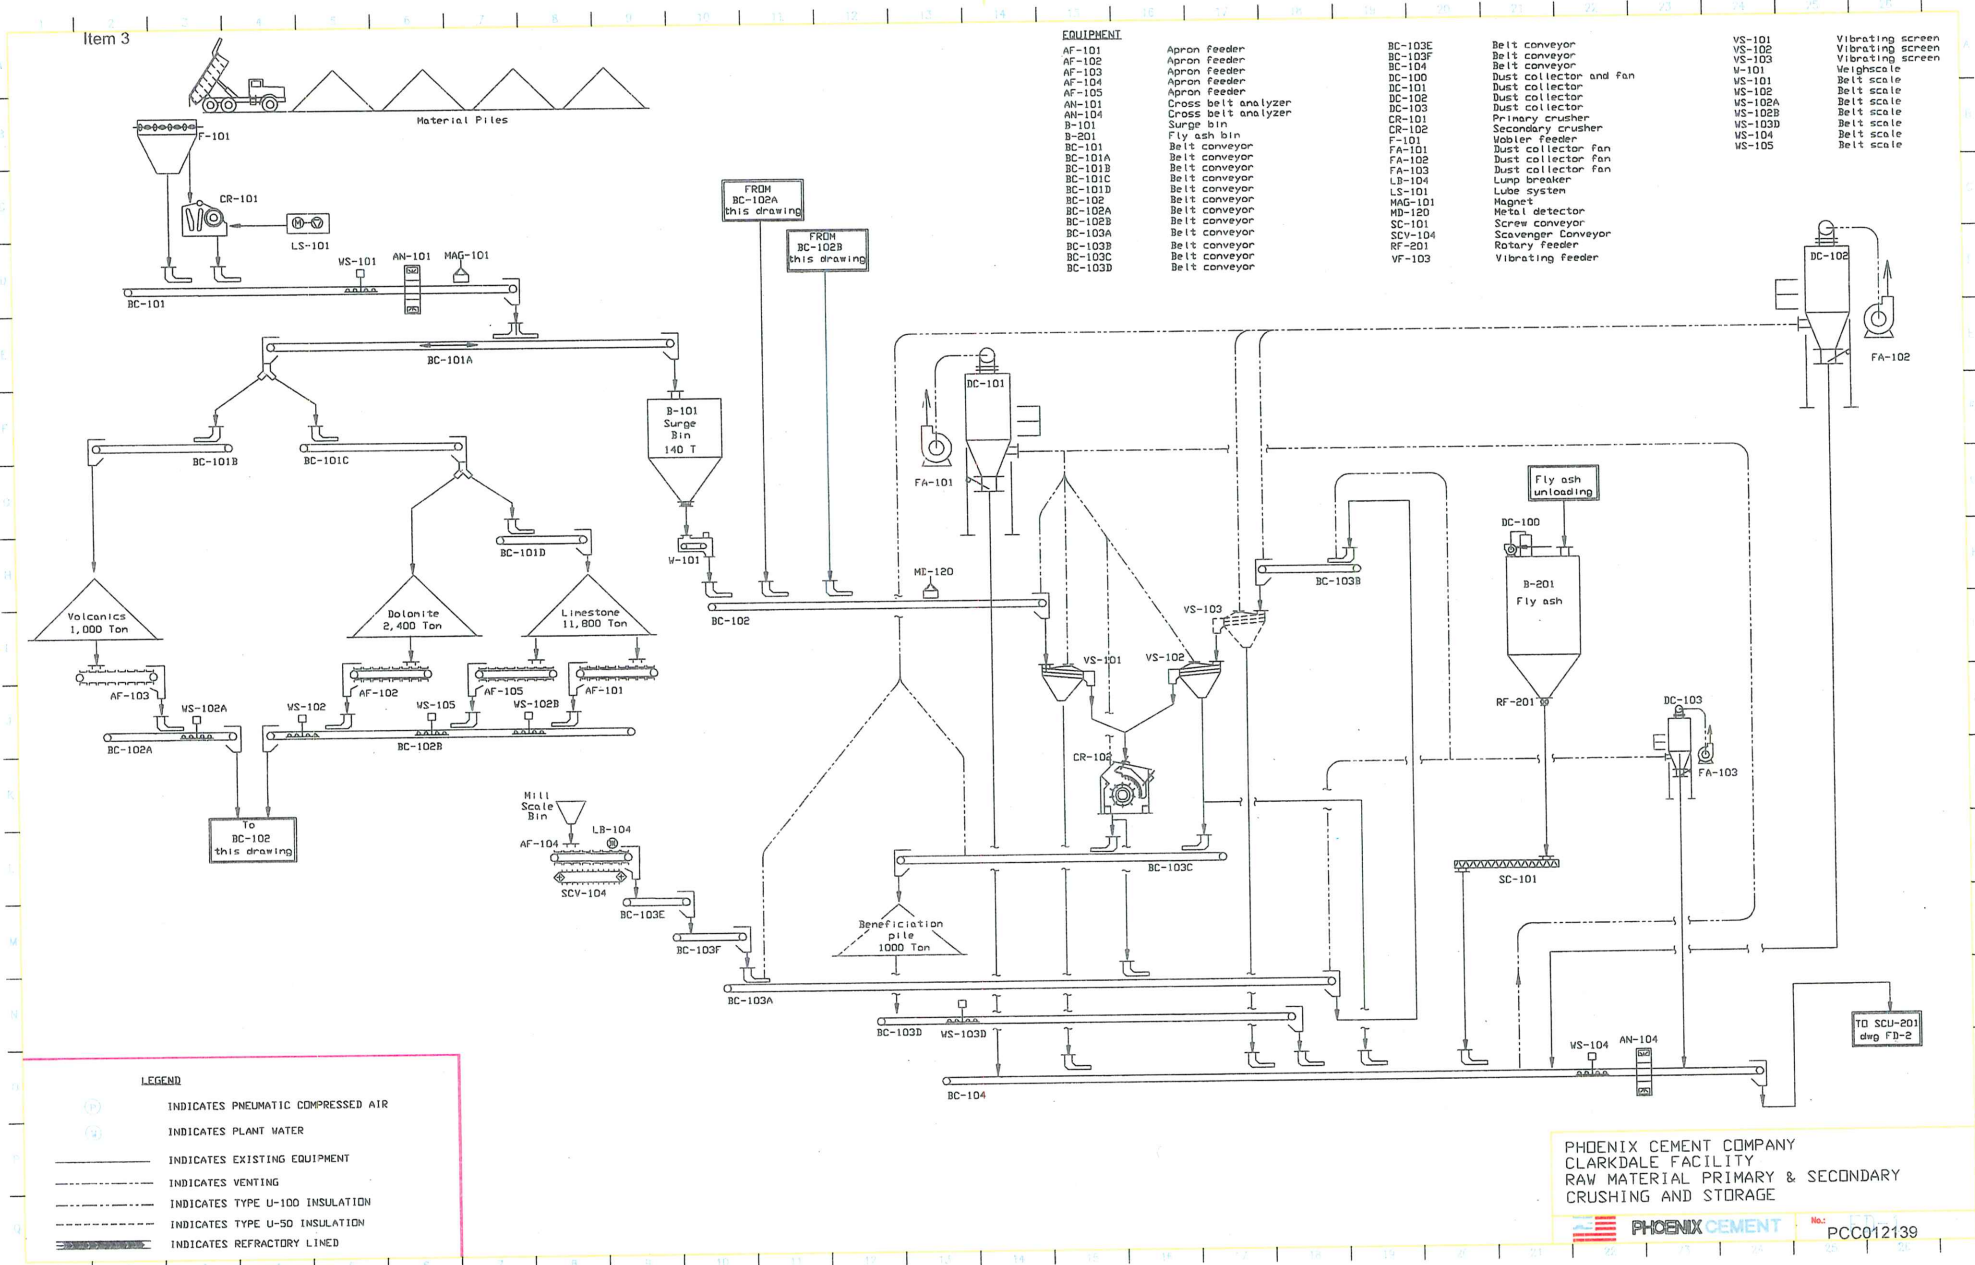 Item 3
Material Piles
F-101
CR-101
LS-101
WS-101
AN-101
MAG-101
BC-101
BC-101A
BC-101B
BC-101C
BC-101D
B-101
Surge
Bin
140 T
W-101
FROM
BC-102A
this drawing
FROM
BC-102B
this drawing
EQUIPMENT
AF-101 Apron feeder
AF-102 Apron feeder
AF-103 Apron feeder
AF-104 Apron feeder
AF-105 Apron feeder
AN-101 Cross belt analyzer
AN-104 Cross belt analyzer
B-101 Surge bin
B-201 Fly ash bin
BC-101 Belt conveyor
BC-101A Belt conveyor
BC-101B Belt conveyor
BC-101C Belt conveyor
BC-101D Belt conveyor
BC-102 Belt conveyor
BC-102A Belt conveyor
BC-102B Belt conveyor
BC-103A Belt conveyor
BC-103B Belt conveyor
BC-103C Belt conveyor
BC-103D Belt conveyor
BC-103E Belt conveyor
BC-103F Belt conveyor
BC-104 Belt conveyor
DC-100 Dust collector and fan
DC-101 Dust collector
DC-102 Dust collector
DC-103 Dust collector
CR-101 Primary crusher
CR-102 Secondary crusher
F-101 Wobler feeder
FA-101 Dust collector fan
FA-102 Dust collector fan
FA-103 Dust collector fan
LB-104 Lump breaker
LS-101 Lube system
MAG-101 Magnet
MD-120 Metal detector
SC-101 Screw conveyor
SCV-104 Scavenger Conveyor
RF-201 Rotary feeder
VF-103 Vibrating feeder
VS-101 Vibrating screen
VS-102 Vibrating screen
VS-103 Vibrating screen
W-101 Weighscale
WS-101 Belt scale
WS-102 Belt scale
WS-102A Belt scale
WS-102B Belt scale
WS-103D Belt scale
WS-104 Belt scale
WS-105 Belt scale
DC-102
FA-102
DC-101
FA-101
Fly ash
unloading
DC-100
B-201
Fly ash
RF-201
BC-103B
MD-120
BC-102
VS-103
VS-101
VS-102
Volcanics
1,000 Ton
Dolomite
2,400 Ton
Limestone
11,800 Ton
AF-103
AF-102
AF-105
AF-101
WS-102A
WS-102
WS-105
WS-102B
BC-102A
BC-102B
To
BC-102
this drawing
DC-103
FA-103
CR-102
Mill
Scale
Bin
LB-104
AF-104
SCV-104
BC-103E
BC-103F
BC-103A
BC-103C
SC-101
Beneficiation
pile
1000 Ton
BC-103D
WS-103D
BC-104
WS-104
AN-104
TO SCU-201
dwg FD-2
LEGEND
P INDICATES PNEUMATIC COMPRESSED AIR
INDICATES PLANT WATER
INDICATES EXISTING EQUIPMENT
INDICATES VENTING
INDICATES TYPE U-100 INSULATION
INDICATES TYPE U-50 INSULATION
INDICATES REFRACTORY LINED
PHOENIX CEMENT COMPANY
CLARKDALE FACILITY
RAW MATERIAL PRIMARY & SECONDARY
CRUSHING AND STORAGE
PHOENIX CEMENT
No.: FD-1
PCC012139